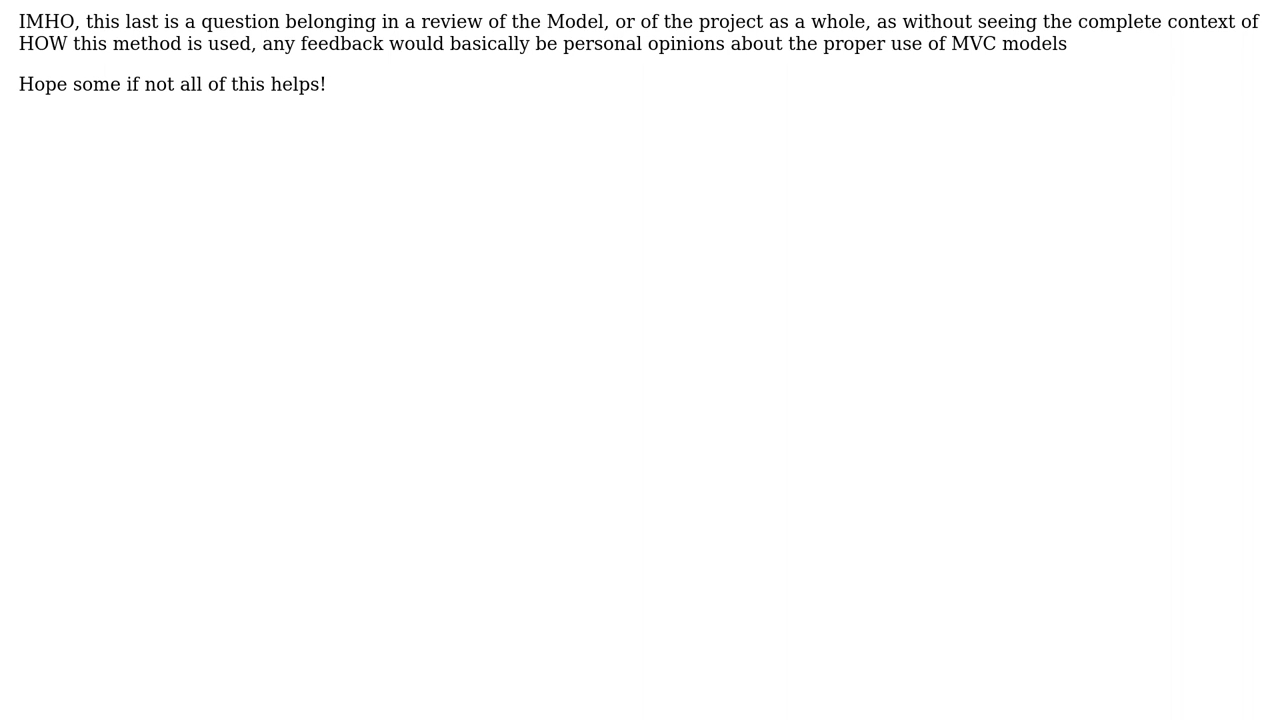 IMHO, this last is a question belonging in a review of the Model, or of the project as a whole, as without seeing the complete context of
HOW this method is used, any feedback would basically be personal opinions about the proper use of MVC models
Hope some if not all of this helps!